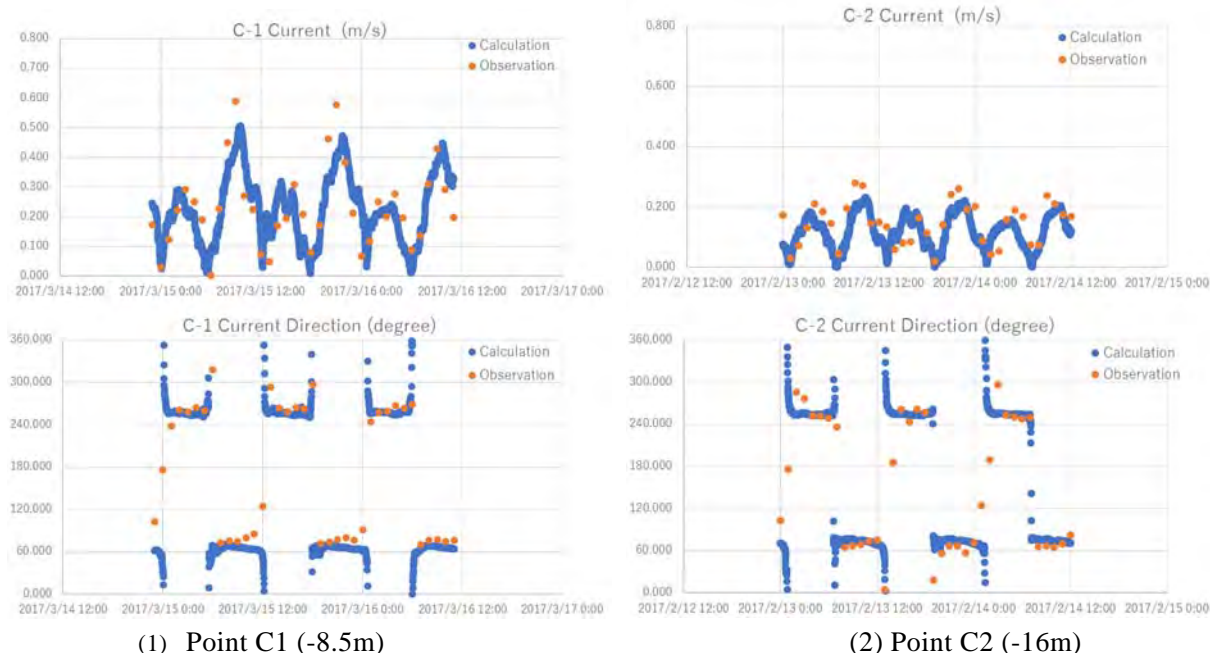 C-1 Current (m/s)
Calculation
Observation
0.800
0.700
0.600
0.500
0.400
0.300
0.200
0.100
0.000
2017/3/14 12:00 2017/3/15 0:00 2017/3/15 12:00 2017/3/16 0:00 2017/3/16 12:00 2017/3/17 0:00
C-2 Current (m/s)
Calculation
Observation
0.800
0.600
0.400
0.200
0.000
2017/2/12 12:00 2017/2/13 0:00 2017/2/13 12:00 2017/2/14 0:00 2017/2/14 12:00 2017/2/15 0:00
C-1 Current Direction (degree)
Calculation
Observation
360.000
300.000
240.000
180.000
120.000
60.000
0.000
2017/3/14 12:00 2017/3/15 0:00 2017/3/15 12:00 2017/3/16 0:00 2017/3/16 12:00 2017/3/17 0:00
C-2 Current Direction (degree)
Calculation
Observation
360.000
300.000
240.000
180.000
120.000
60.000
0.000
2017/2/12 12:00 2017/2/13 0:00 2017/2/13 12:00 2017/2/14 0:00 2017/2/14 12:00 2017/2/15 0:00
(1) Point C1 (-8.5m)
(2) Point C2 (-16m)